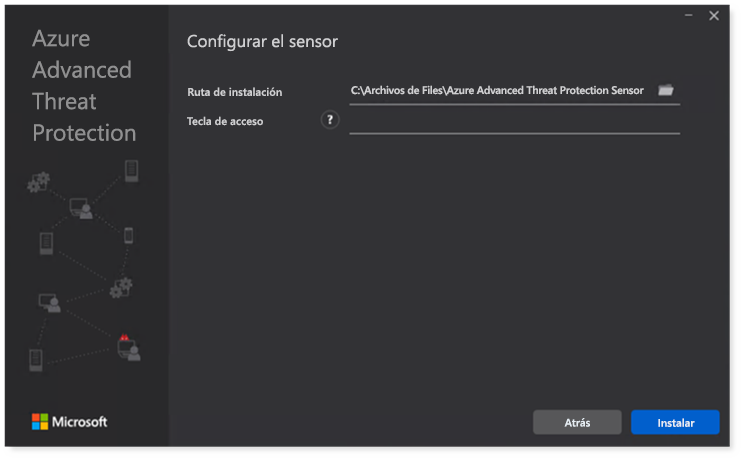 Azure
Advanced
Threat
Protection
Configurar el sensor
Ruta de instalación
C:\Archivos de Files\Azure Advanced Threat Protection Sensor
Tecla de acceso
?
Microsoft
Atrás
Instalar